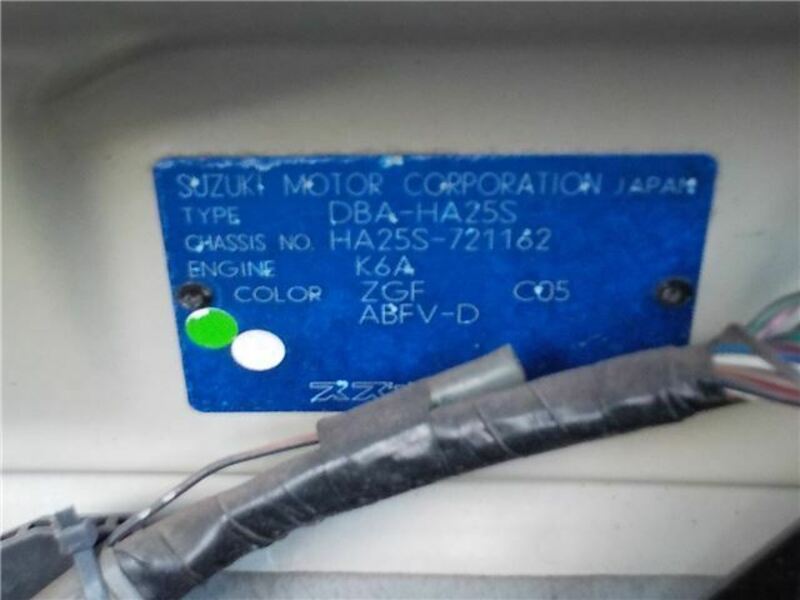 SUZUKI MOTOR CORPORATION JAPAN
TYPE DBA-HA25S
CHASSIS NO. HA25S-721162
ENGINE K6A
COLOR ZGF C05
ABFV-D